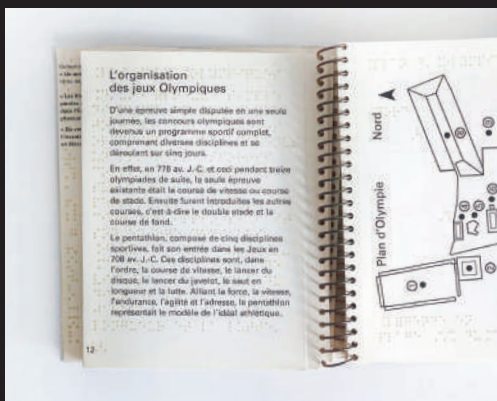 L'organisation
des jeux Olympiques
D'une épreuve simple disputée en une seule
journée, les concours olympiques sont
devenus un programme sportif complet,
comprenant diverses disciplines et se
déroulant sur cinq jours.
En effet, en 776 av. J.-C. et ceci pendant treize
olympiades de suite, la seule épreuve
existante était la course de vitesse ou course
de stade. Ensuite furent introduites les autres
courses, c'est-à-dire le double stade et la
course de fond.
Le pentathlon, composé de cinq disciplines
sportives, fait son entrée dans les Jeux en
708 av. J.-C. Ces disciplines sont, dans
l'ordre, la course de vitesse, le lancer du
disque, le lancer du javelot, le saut en
longueur et la lutte. Alliant la force, la vitesse,
l'endurance, l'agilité et l'adresse, le pentathlon
représentait le modèle de l'idéal athlétique.
12
Plan d'Olympie
Nord